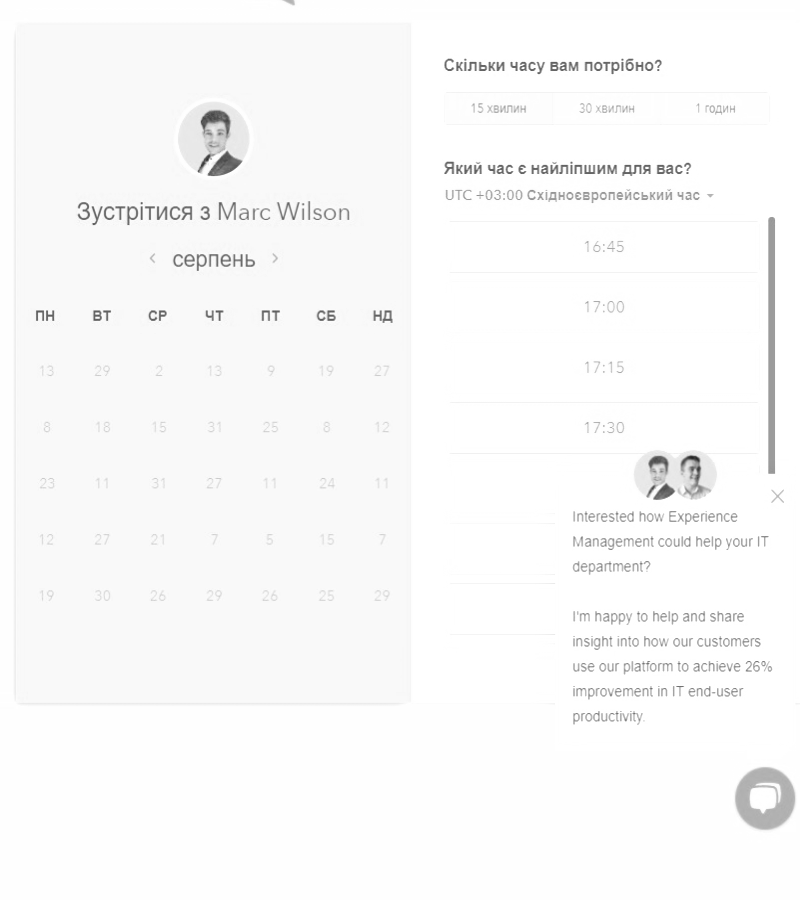 Зустрітися з Marc Wilson
серпень
ПН ВТ СР ЧТ ПТ СБ НД
13 29 2 13 9 19 27
8 18 15 31 25 8 12
23 11 31 27 11 24 11
12 27 21 7 5 15 7
19 30 26 29 26 25 29
Скільки часу вам потрібно?
15 хвилин 30 хвилин 1 годин
Який час є найліпшим для вас?
UTC +03:00 Східноєвропейський час
16:45
17:00
17:15
17:30
Interested how Experience
Management could help your IT
department?
I'm happy to help and share
insight into how our customers
use our platform to achieve 26%
improvement in IT end-user
productivity.